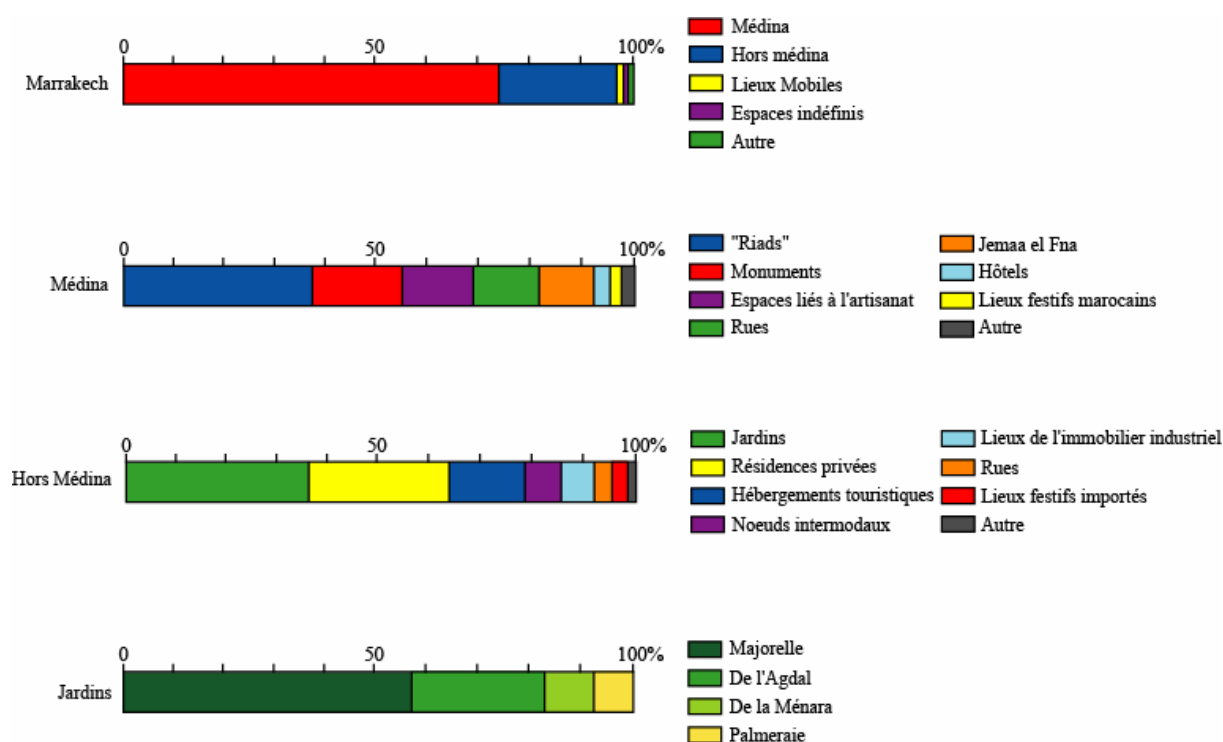 0 50 100%
Marrakech
Médina
Hors médina
Lieux Mobiles
Espaces indéfinis
Autre
0 50 100%
Médina
"Riads"
Monuments
Espaces liés à l'artisanat
Rues
Jemaa el Fna
Hôtels
Lieux festifs marocains
Autre
0 50 100%
Hors Médina
Jardins
Résidences privées
Hébergements touristiques
Noeuds intermodaux
Lieux de l'immobilier industriel
Rues
Lieux festifs importés
Autre
0 50 100%
Jardins
Majorelle
De l'Agdal
De la Ménara
Palmeraie